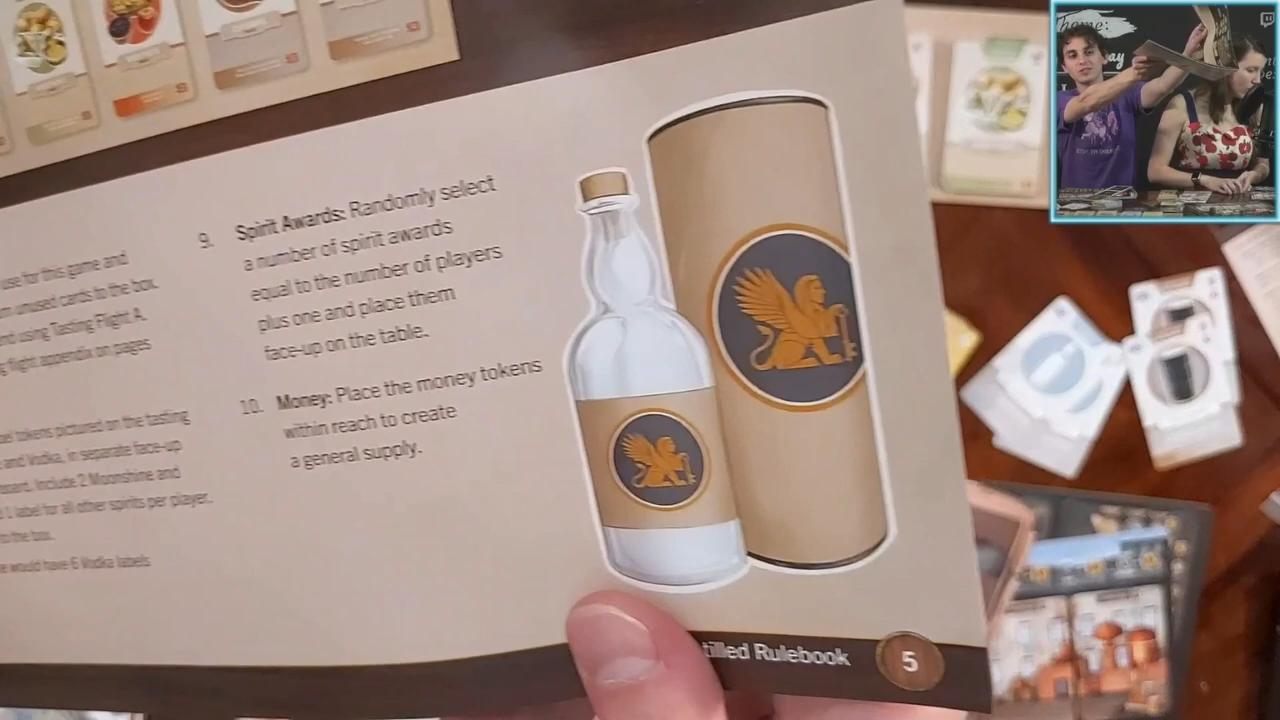 use for this game and
unused cards to the box.
using Tasting Flight A.
flight appendix on pages
tokens pictured on the tasting
and Vodka, in separate face-up
Include 2 Moonshine and
1 label for all other spirits per player.
to the box.
would have 6 Vodka labels
9. Spirit Awards: Randomly select
a number of spirit awards
equal to the number of players
plus one and place them
face-up on the table.
10. Money: Place the money tokens
within reach to create
a general supply.
tilled Rulebook 5
Theme: